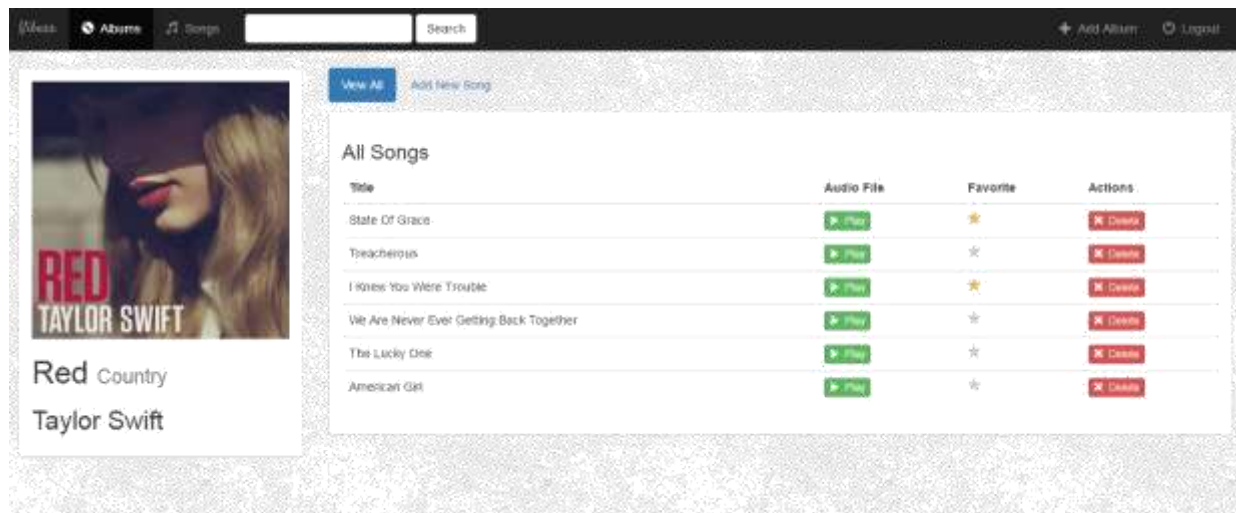 Viberr
Albums
Songs
Search
Add Album
Logout
RED
TAYLOR SWIFT
Red Country
Taylor Swift
View All
Add New Song
All Songs
Title Audio File Favorite Actions
State Of Grace Play Delete
Treacherous Play Delete
I Knew You Were Trouble Play Delete
We Are Never Ever Getting Back Together Play Delete
The Lucky One Play Delete
American Girl Play Delete